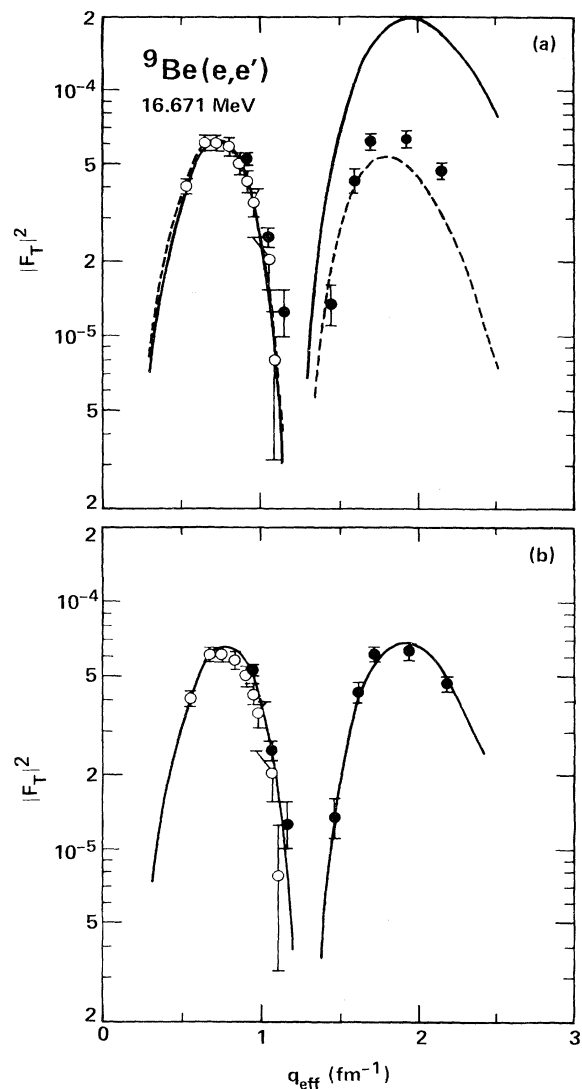 2
(a)
⁹Be(e,e′)
16.671 MeV
10⁻⁴
5
|F_T|²
2
10⁻⁵
5
2
2
(b)
10⁻⁴
5
|F_T|²
2
10⁻⁵
5
2
0 1 2 3
q_eff (fm⁻¹)